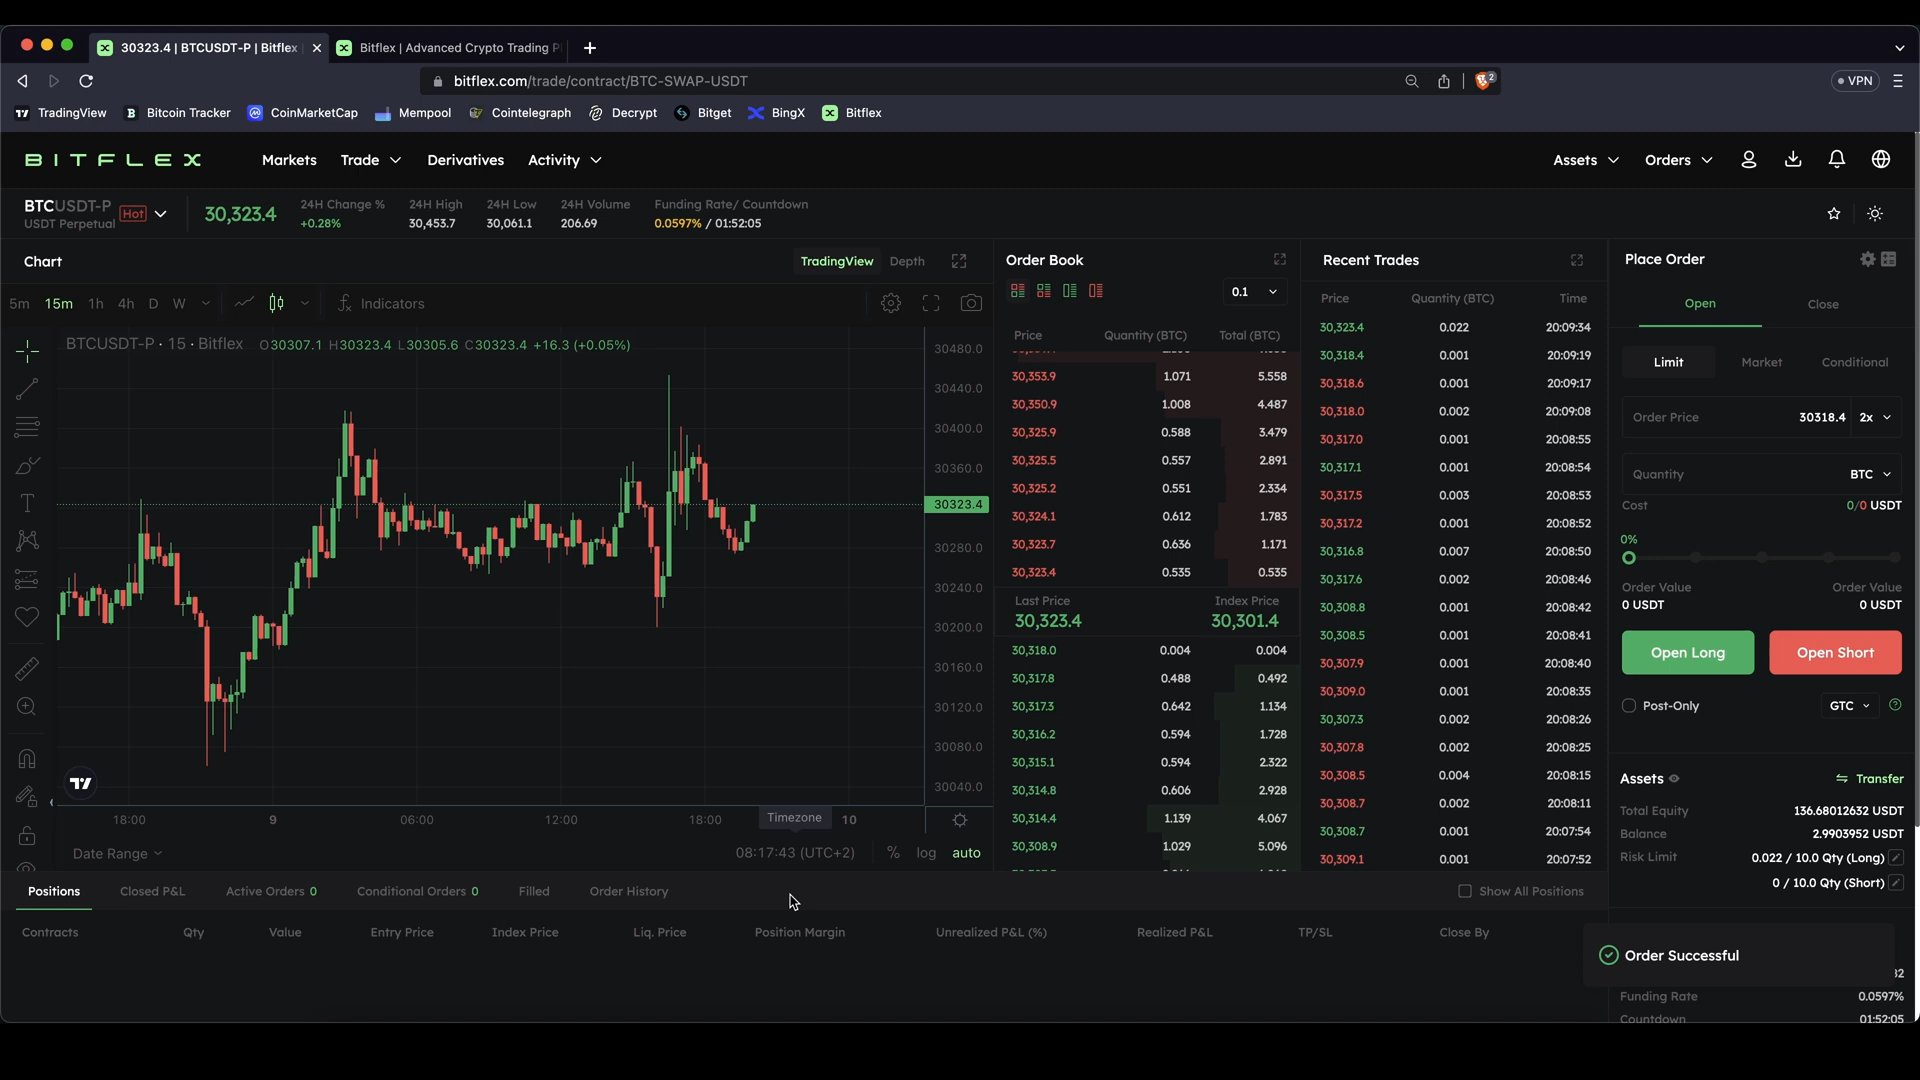 30323.4 | BTCUSDT-P | Bitflex
Bitflex | Advanced Crypto Trading P
bitflex.com/trade/contract/BTC-SWAP-USDT
2
VPN
TradingView
Bitcoin Tracker
CoinMarketCap
Mempool
Cointelegraph
Decrypt
Bitget
BingX
Bitflex
BITFLEX
Markets
Trade
Derivatives
Activity
Assets
Orders
BTCUSDT-P
USDT Perpetual
Hot
30,323.4
24H Change %
+0.28%
24H High
30,453.7
24H Low
30,061.1
24H Volume
206.69
Funding Rate/ Countdown
0.0597% / 01:52:05
Chart
TradingView
Depth
5m 15m 1h 4h D W
Indicators
BTCUSDT-P · 15 · Bitflex O30307.1 H30323.4 L30305.6 C30323.4 +16.3 (+0.05%)
30480.0
30440.0
30400.0
30360.0
30323.4
30280.0
30240.0
30200.0
30160.0
30120.0
30080.0
30040.0
18:00 9 06:00 12:00 18:00 10
Timezone
Date Range
08:17:43 (UTC+2)
% log auto
Order Book
0.1
Price Quantity (BTC) Total (BTC)
30,353.9 1.071 5.558
30,350.9 1.008 4.487
30,325.9 0.588 3.479
30,325.5 0.557 2.891
30,325.2 0.551 2.334
30,324.1 0.612 1.783
30,323.7 0.636 1.171
30,323.4 0.535 0.535
Last Price Index Price
30,323.4 30,301.4
30,318.0 0.004 0.004
30,317.8 0.488 0.492
30,317.3 0.642 1.134
30,316.2 0.594 1.728
30,315.1 0.594 2.322
30,314.8 0.606 2.928
30,314.4 1.139 4.067
30,308.9 1.029 5.096
Recent Trades
Price Quantity (BTC) Time
30,323.4 0.022 20:09:34
30,318.4 0.001 20:09:19
30,318.6 0.001 20:09:17
30,318.0 0.002 20:09:08
30,317.0 0.001 20:08:55
30,317.1 0.001 20:08:54
30,317.5 0.003 20:08:53
30,317.2 0.001 20:08:52
30,316.8 0.007 20:08:50
30,317.6 0.002 20:08:46
30,308.8 0.001 20:08:42
30,308.5 0.001 20:08:41
30,307.9 0.001 20:08:40
30,309.0 0.001 20:08:35
30,307.3 0.002 20:08:26
30,307.8 0.002 20:08:25
30,308.5 0.004 20:08:15
30,308.7 0.002 20:08:11
30,308.7 0.001 20:07:54
30,309.1 0.001 20:07:52
Place Order
Open Close
Limit Market Conditional
Order Price 30318.4 2x
Quantity BTC
Cost 0/0 USDT
0%
Order Value Order Value
0 USDT 0 USDT
Open Long Open Short
Post-Only GTC
Assets Transfer
Total Equity 136.68012632 USDT
Balance 2.9903952 USDT
Risk Limit 0.022 / 10.0 Qty (Long)
0 / 10.0 Qty (Short)
Positions Closed P&L Active Orders 0 Conditional Orders 0 Filled Order History
Show All Positions
Contracts Qty Value Entry Price Index Price Liq. Price Position Margin Unrealized P&L (%) Realized P&L TP/SL Close By
Order Successful
Funding Rate 0.0597%
Countdown 01:52:05